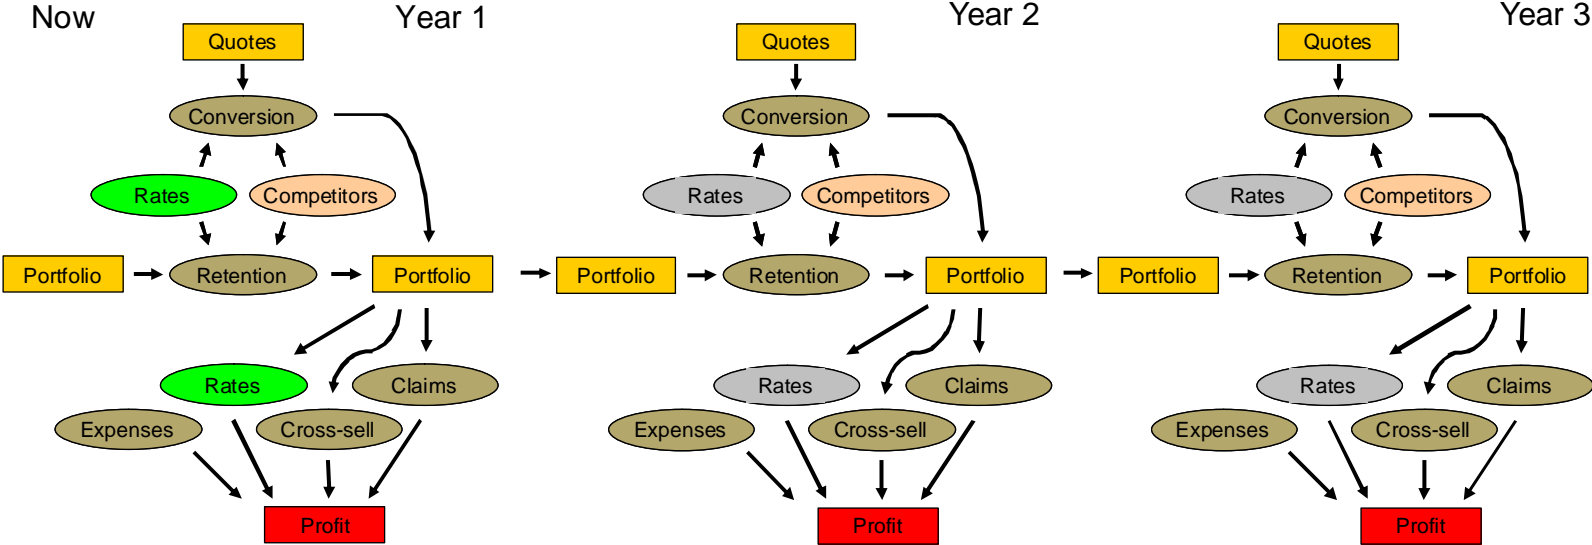 Now
Year 1
Year 2
Year 3
Quotes
Quotes
Quotes
Conversion
Conversion
Conversion
Rates
Competitors
Rates
Competitors
Rates
Competitors
Portfolio
Retention
Portfolio
Portfolio
Retention
Portfolio
Portfolio
Retention
Portfolio
Rates
Claims
Rates
Claims
Rates
Claims
Expenses
Cross-sell
Expenses
Cross-sell
Expenses
Cross-sell
Profit
Profit
Profit